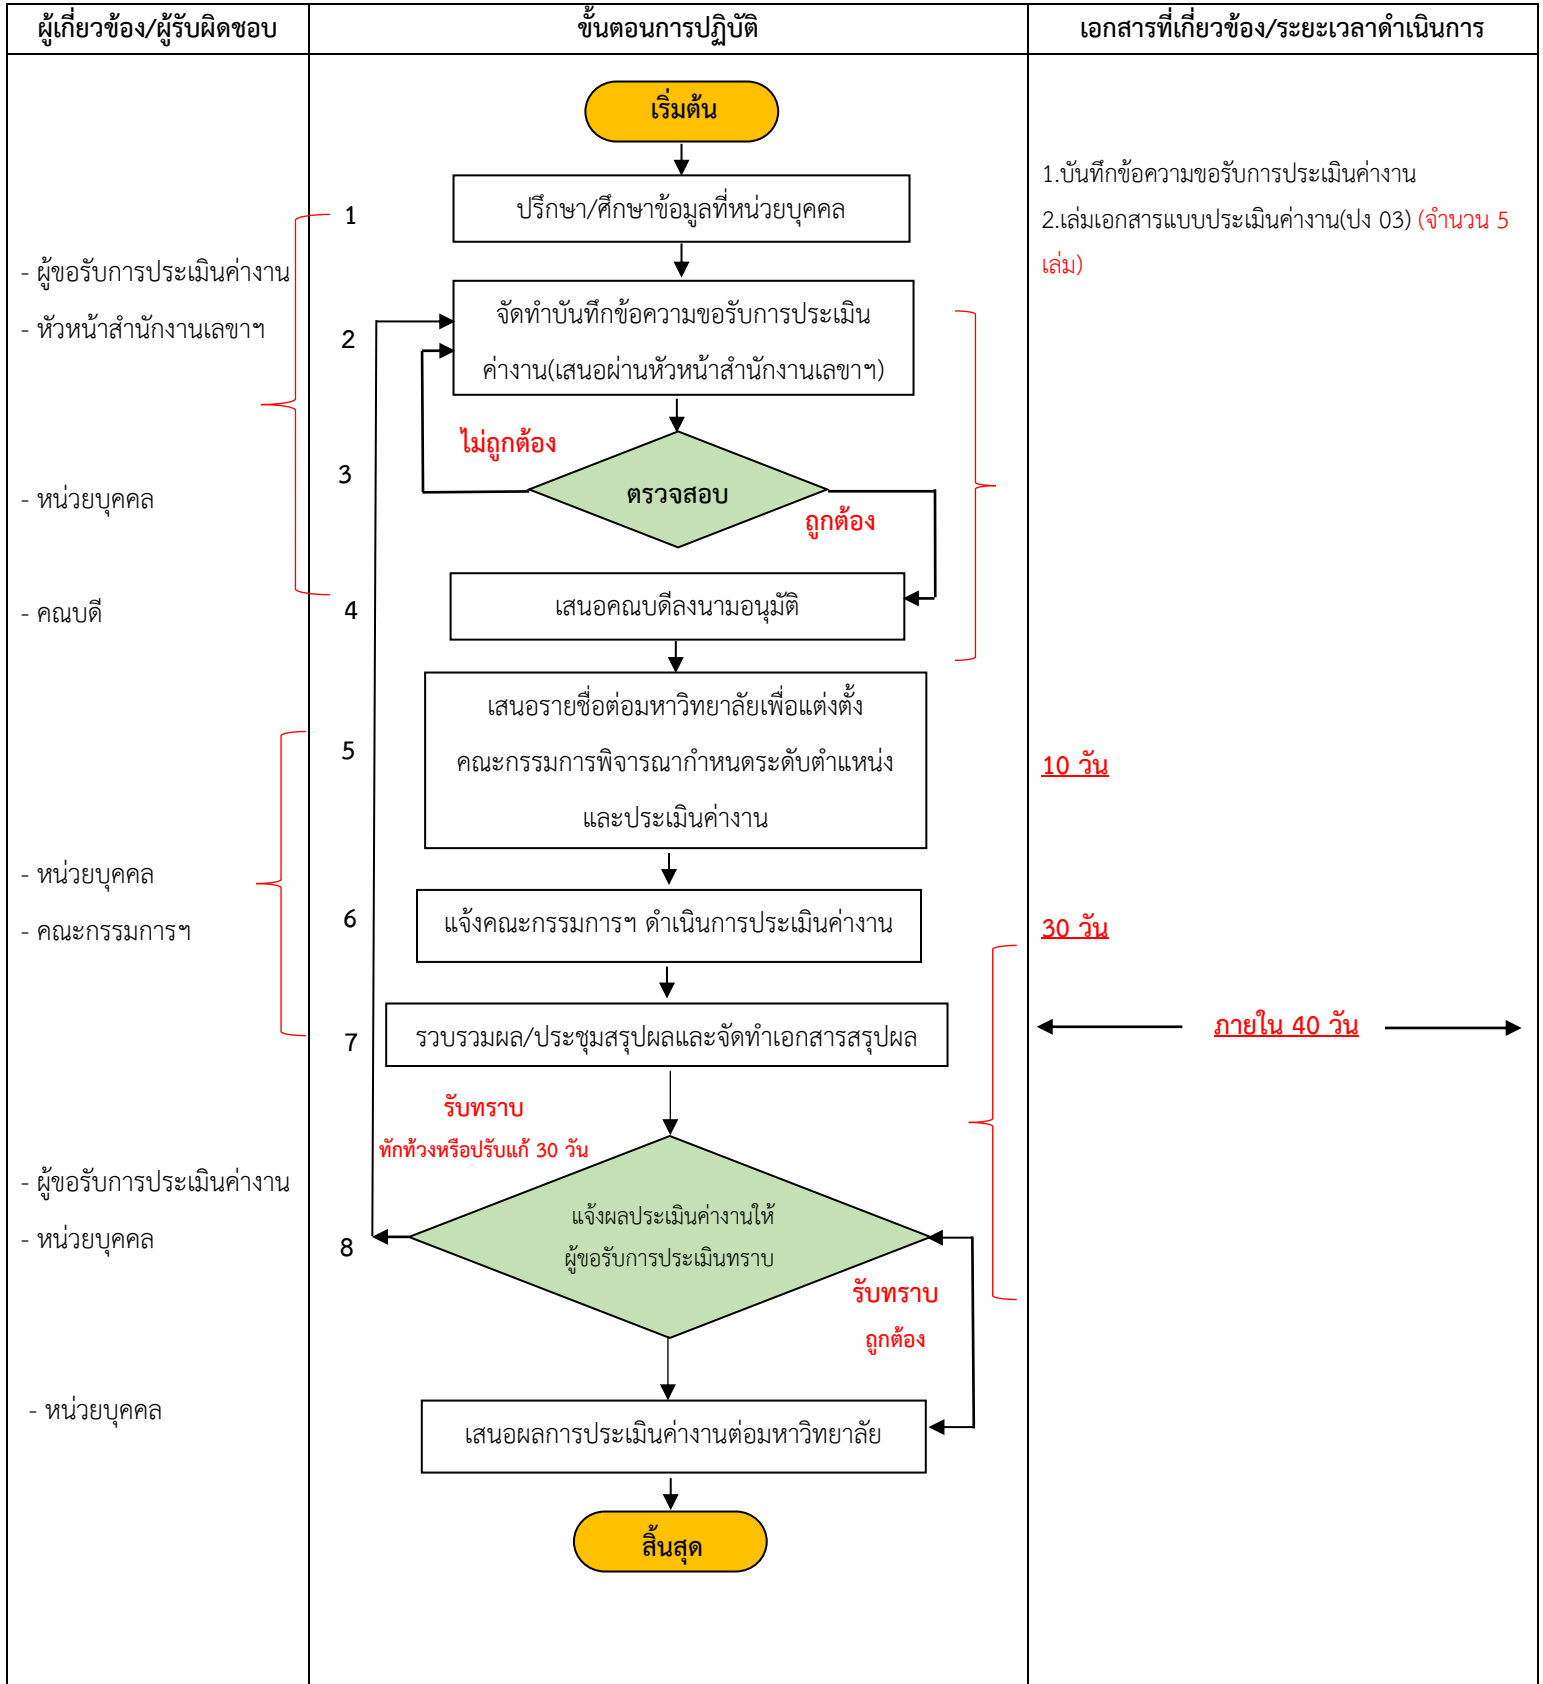 ผู้เกี่ยวข้อง/ผู้รับผิดชอบ
ขั้นตอนการปฏิบัติ
เอกสารที่เกี่ยวข้อง/ระยะเวลาดำเนินการ
เริ่มต้น
1.บันทึกข้อความขอรับการประเมินค่างาน
1
ปรึกษา/ศึกษาข้อมูลที่หน่วยบุคคล
2.เล่มเอกสารแบบประเมินค่างาน(ปง 03) (จำนวน 5
เล่ม)
- ผู้ขอรับการประเมินค่างาน
- หัวหน้าสำนักงานเลขาฯ
2
จัดทำบันทึกข้อความขอรับการประเมิน
ค่างาน(เสนอผ่านหัวหน้าสำนักงานเลขาฯ)
ไม่ถูกต้อง
3
- หน่วยบุคคล
ตรวจสอบ
ถูกต้อง
- คณบดี
4
เสนอคณบดีลงนามอนุมัติ
5
เสนอรายชื่อต่อมหาวิทยาลัยเพื่อแต่งตั้ง
คณะกรรมการพิจารณากำหนดระดับตำแหน่ง
และประเมินค่างาน
10 วัน
- หน่วยบุคคล
- คณะกรรมการฯ
6
แจ้งคณะกรรมการฯ ดำเนินการประเมินค่างาน
30 วัน
7
รวบรวมผล/ประชุมสรุปผลและจัดทำเอกสารสรุปผล
ภายใน 40 วัน
รับทราบ
ทักท้วงหรือปรับแก้ 30 วัน
- ผู้ขอรับการประเมินค่างาน
- หน่วยบุคคล
8
แจ้งผลประเมินค่างานให้
ผู้ขอรับการประเมินทราบ
รับทราบ
ถูกต้อง
- หน่วยบุคคล
เสนอผลการประเมินค่างานต่อมหาวิทยาลัย
สิ้นสุด